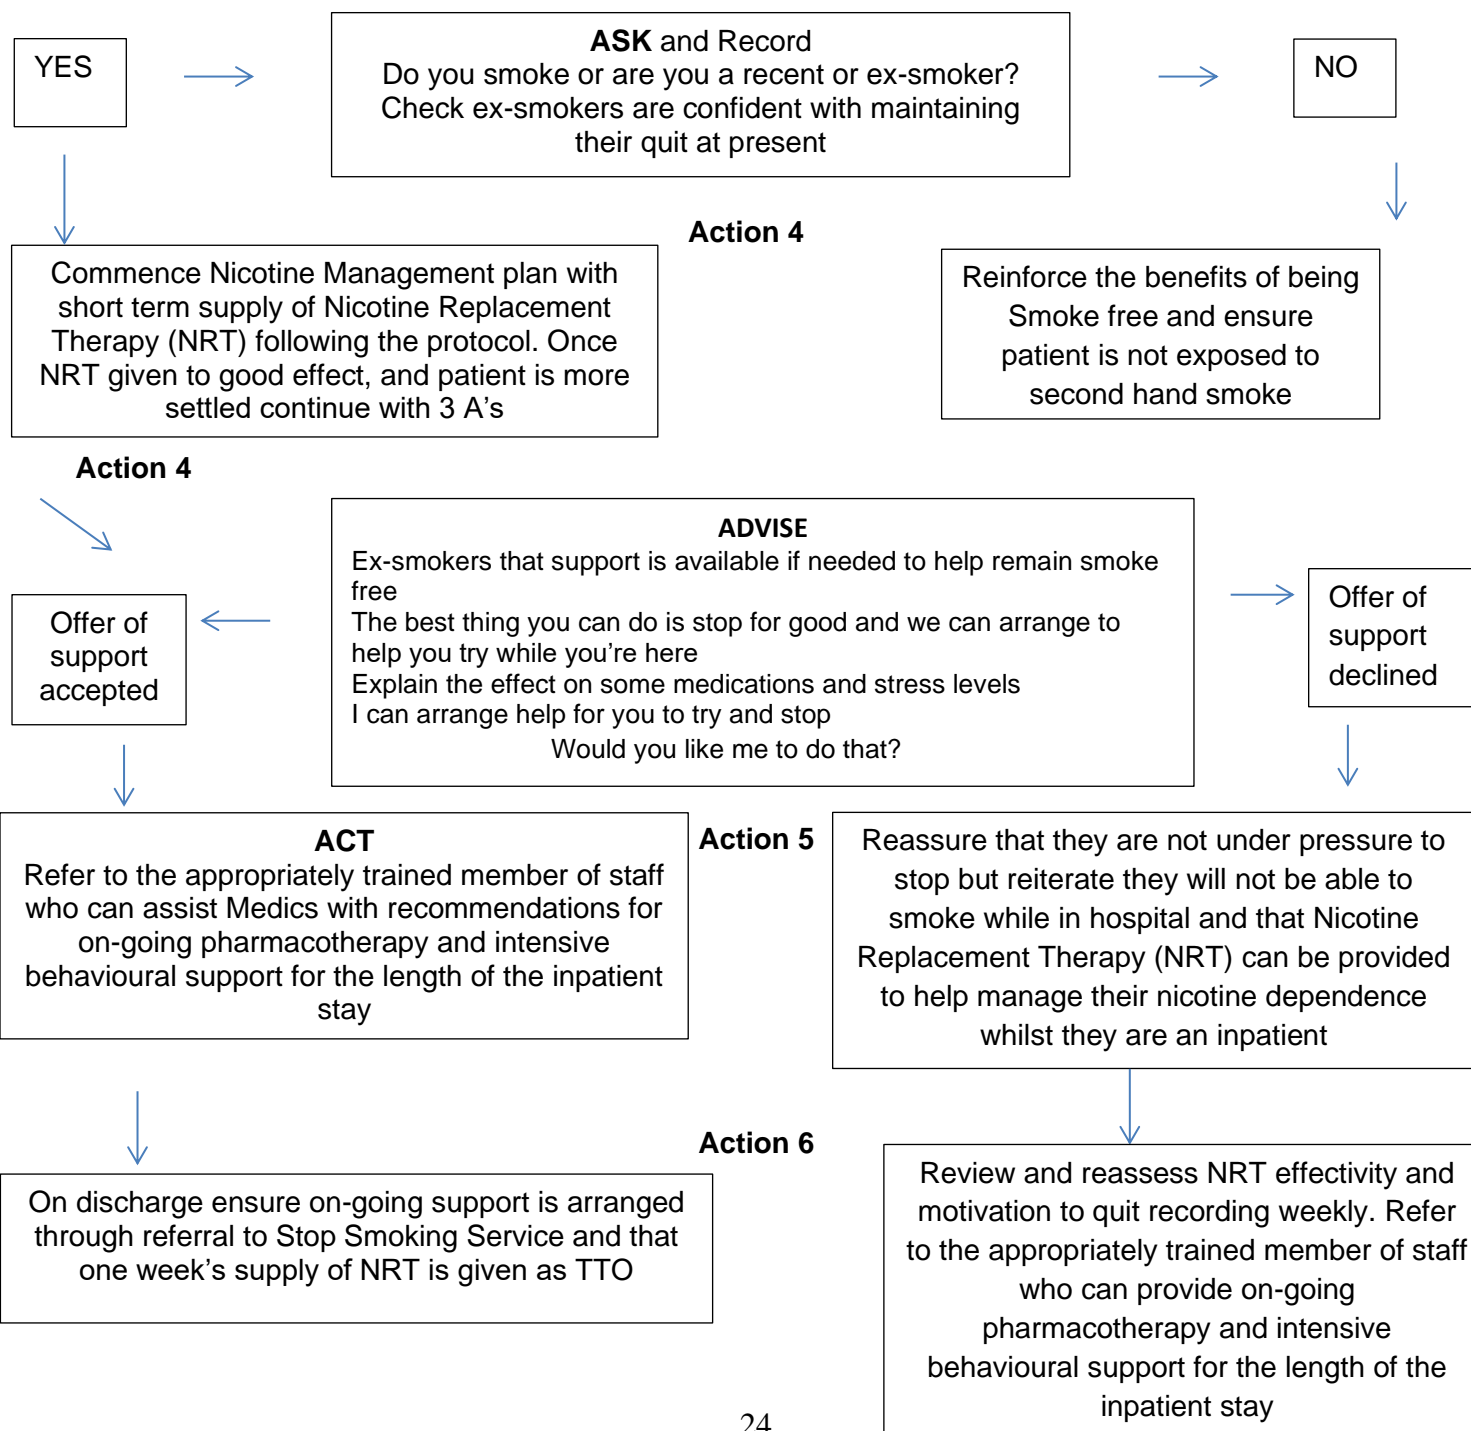 YES
ASK and Record
Do you smoke or are you a recent or ex-smoker?
Check ex-smokers are confident with maintaining
their quit at present
NO
Action 4
Commence Nicotine Management plan with
short term supply of Nicotine Replacement
Therapy (NRT) following the protocol. Once
NRT given to good effect, and patient is more
settled continue with 3 A’s
Reinforce the benefits of being
Smoke free and ensure
patient is not exposed to
second hand smoke
Action 4
ADVISE
Ex-smokers that support is available if needed to help remain smoke
free
The best thing you can do is stop for good and we can arrange to
help you try while you’re here
Explain the effect on some medications and stress levels
I can arrange help for you to try and stop
Would you like me to do that?
Offer of
support
accepted
Offer of
support
declined
ACT
Refer to the appropriately trained member of staff
who can assist Medics with recommendations for
on-going pharmacotherapy and intensive
behavioural support for the length of the inpatient
stay
Action 5
Reassure that they are not under pressure to
stop but reiterate they will not be able to
smoke while in hospital and that Nicotine
Replacement Therapy (NRT) can be provided
to help manage their nicotine dependence
whilst they are an inpatient
Action 6
On discharge ensure on-going support is arranged
through referral to Stop Smoking Service and that
one week’s supply of NRT is given as TTO
Review and reassess NRT effectivity and
motivation to quit recording weekly. Refer
to the appropriately trained member of staff
who can provide on-going
pharmacotherapy and intensive
behavioural support for the length of the
inpatient stay
24